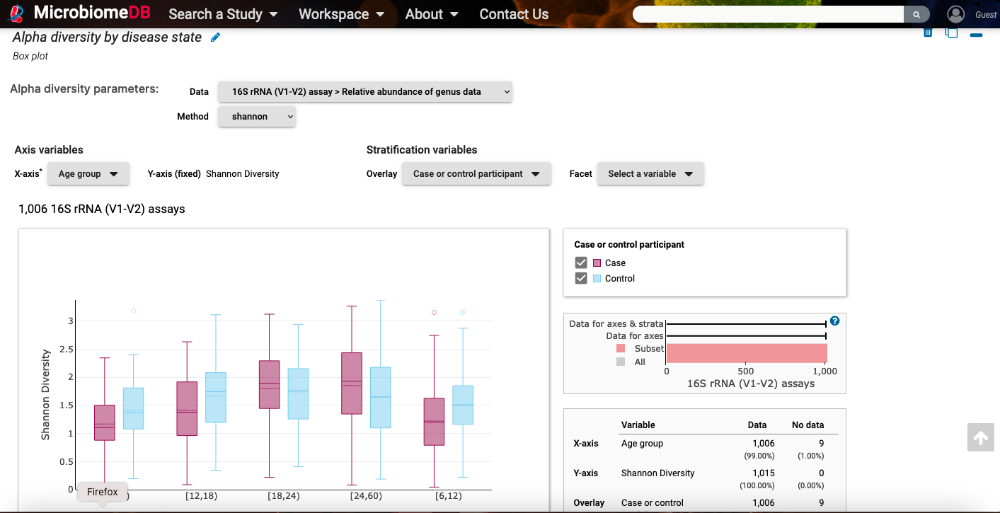 MicrobiomeDB Search a Study Workspace About Contact Us Guest
Alpha diversity by disease state
Box plot
Alpha diversity parameters:
Data 16S rRNA (V1-V2) assay > Relative abundance of genus data
Method shannon
Axis variables Stratification variables
X-axis* Age group Y-axis (fixed) Shannon Diversity Overlay Case or control participant Facet Select a variable
1,006 16S rRNA (V1-V2) assays
Shannon Diversity
3
2.5
2
1.5
1
0.5
0
) [12,18) [18,24) [24,60) [6,12)
Firefox
Case or control participant
Case
Control
Data for axes & strata
?
Data for axes
Subset
All
0 500 1,000
16S rRNA (V1-V2) assays
Variable Data No data
X-axis Age group 1,006 9
(99.00%) (1.00%)
Y-axis Shannon Diversity 1,015 0
(100.00%) (0.00%)
Overlay Case or control 1,006 9